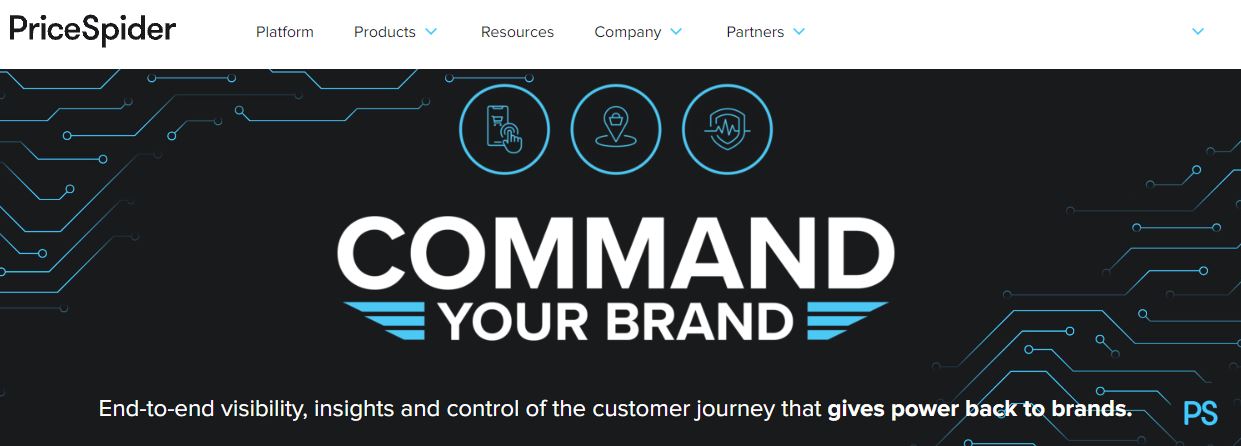 PriceSpider
Platform Products Resources Company Partners
COMMAND
YOUR BRAND
End-to-end visibility, insights and control of the customer journey that gives power back to brands.
PS